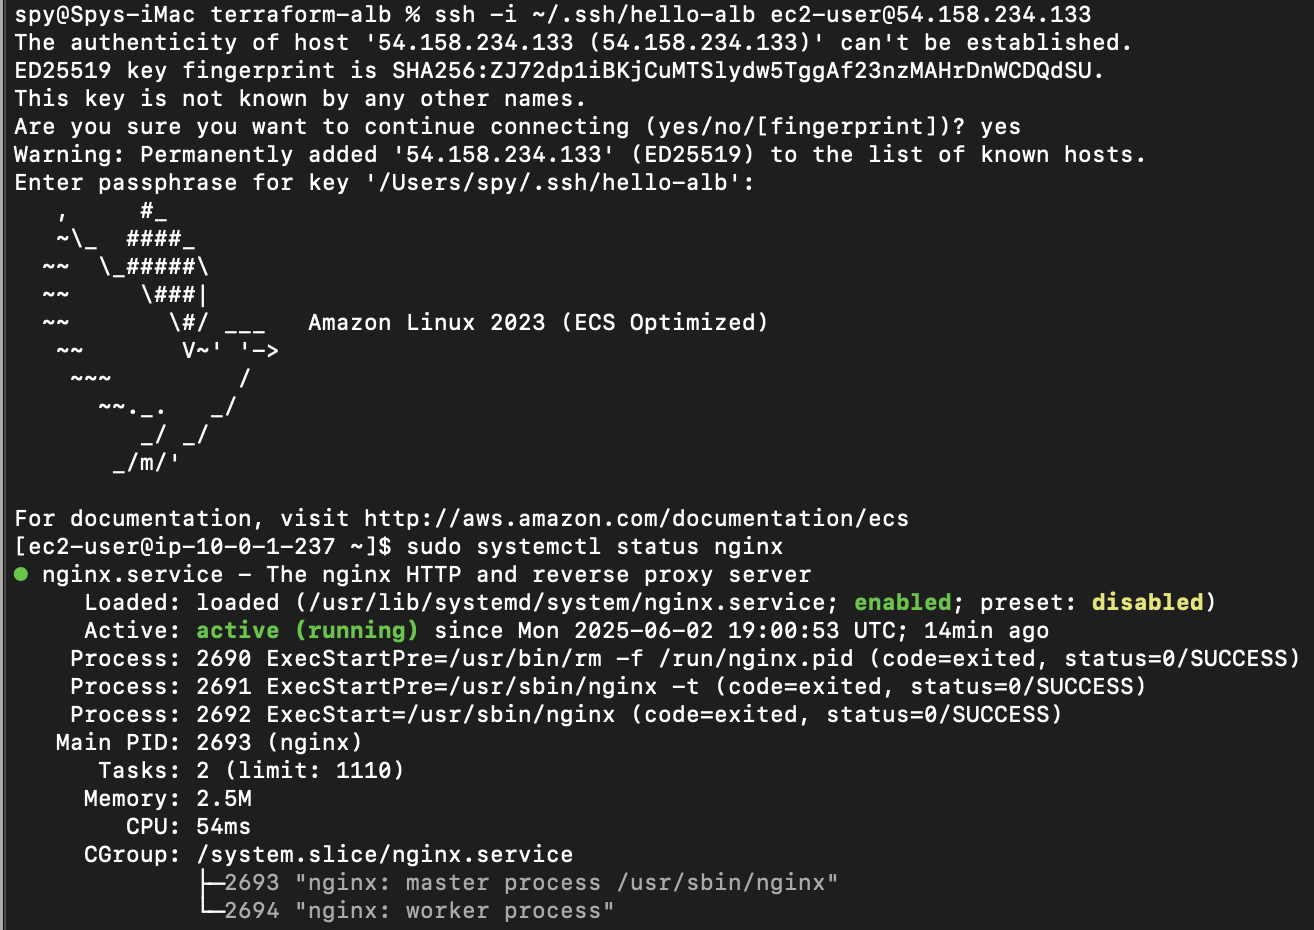 spy@Spys-iMac terraform-alb % ssh -i ~/.ssh/hello-alb ec2-user@54.158.234.133
The authenticity of host '54.158.234.133 (54.158.234.133)' can't be established.
ED25519 key fingerprint is SHA256:ZJ72dp1iBKjCuMTSlydw5TggAf23nzMAHrDnWCDQdSU.
This key is not known by any other names.
Are you sure you want to continue connecting (yes/no/[fingerprint])? yes
Warning: Permanently added '54.158.234.133' (ED25519) to the list of known hosts.
Enter passphrase for key '/Users/spy/.ssh/hello-alb':
   ,     #_
   ~\_  ####_
  ~~  \_#####\
  ~~     \###|
  ~~       \#/ ___   Amazon Linux 2023 (ECS Optimized)
   ~~       V~' '->
    ~~~         /
      ~~._.   _/
         _/ _/
       _/m/'

For documentation, visit http://aws.amazon.com/documentation/ecs
[ec2-user@ip-10-0-1-237 ~]$ sudo systemctl status nginx
● nginx.service - The nginx HTTP and reverse proxy server
     Loaded: loaded (/usr/lib/systemd/system/nginx.service; enabled; preset: disabled)
     Active: active (running) since Mon 2025-06-02 19:00:53 UTC; 14min ago
    Process: 2690 ExecStartPre=/usr/bin/rm -f /run/nginx.pid (code=exited, status=0/SUCCESS)
    Process: 2691 ExecStartPre=/usr/sbin/nginx -t (code=exited, status=0/SUCCESS)
    Process: 2692 ExecStart=/usr/sbin/nginx (code=exited, status=0/SUCCESS)
   Main PID: 2693 (nginx)
      Tasks: 2 (limit: 1110)
     Memory: 2.5M
        CPU: 54ms
     CGroup: /system.slice/nginx.service
             ├─2693 "nginx: master process /usr/sbin/nginx"
             └─2694 "nginx: worker process"